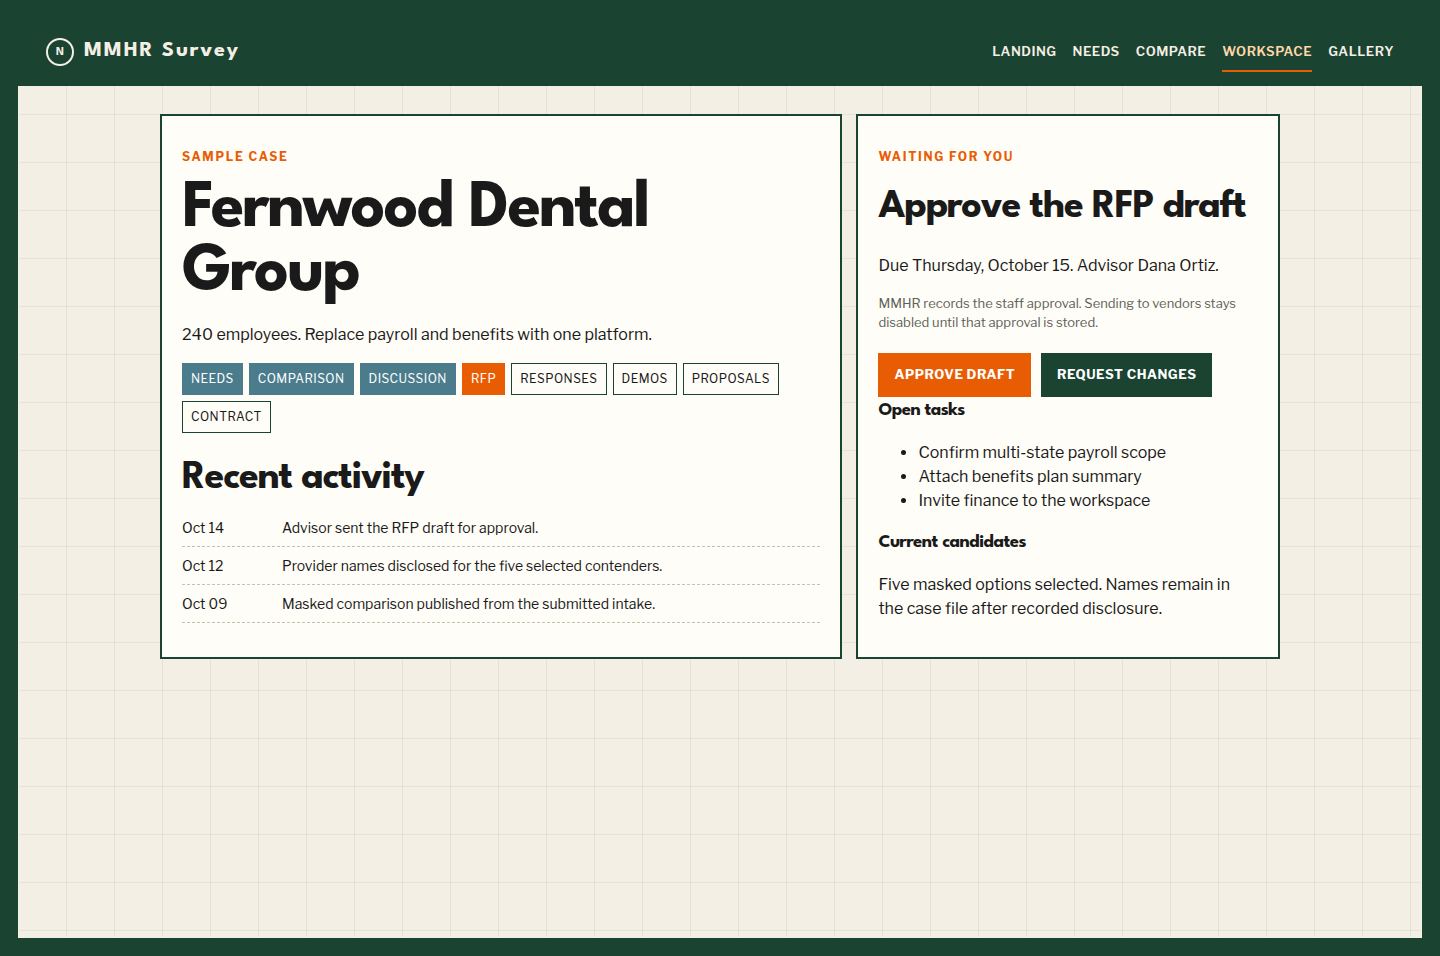 N
MMHR Survey
LANDING NEEDS COMPARE WORKSPACE GALLERY
SAMPLE CASE
Fernwood Dental
Group
240 employees. Replace payroll and benefits with one platform.
NEEDS COMPARISON DISCUSSION RFP RESPONSES DEMOS PROPOSALS
CONTRACT
Recent activity
Oct 14 Advisor sent the RFP draft for approval.
Oct 12 Provider names disclosed for the five selected contenders.
Oct 09 Masked comparison published from the submitted intake.
WAITING FOR YOU
Approve the RFP draft
Due Thursday, October 15. Advisor Dana Ortiz.
MMHR records the staff approval. Sending to vendors stays
disabled until that approval is stored.
APPROVE DRAFT REQUEST CHANGES
Open tasks
• Confirm multi-state payroll scope
• Attach benefits plan summary
• Invite finance to the workspace
Current candidates
Five masked options selected. Names remain in
the case file after recorded disclosure.